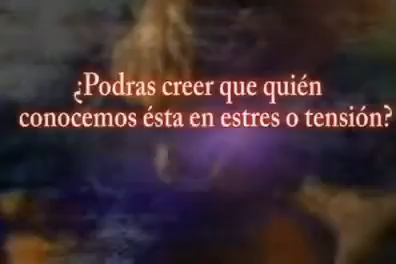 ¿Podras creer que quién
conocemos ésta en estres o tensión?